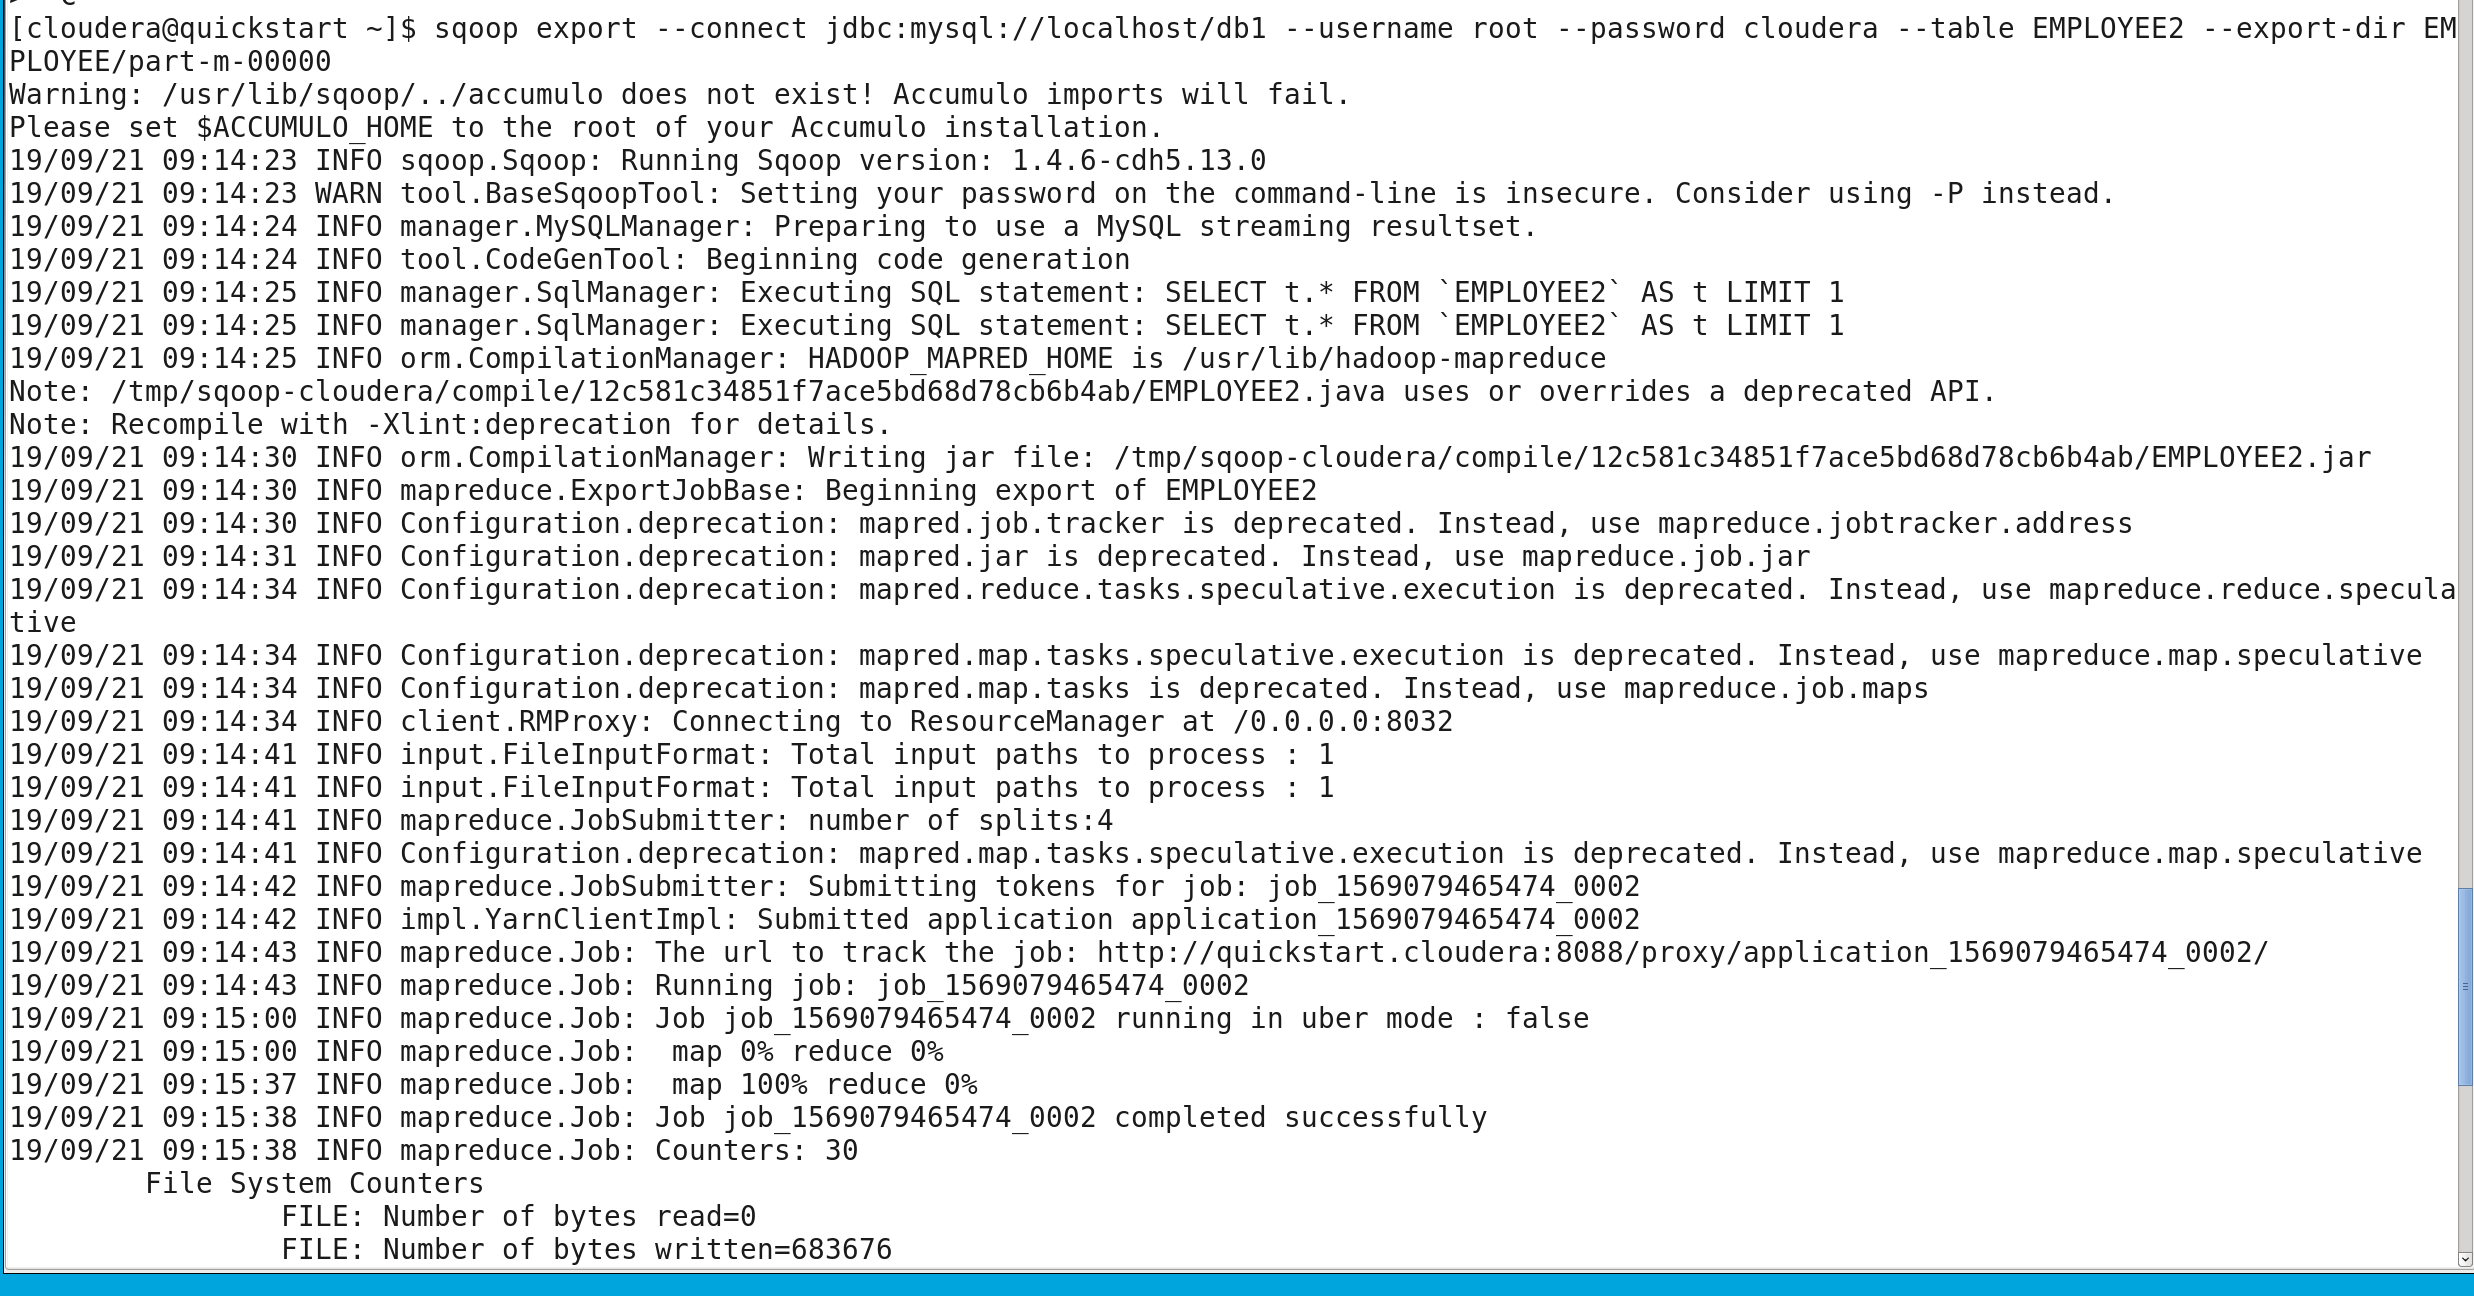 [cloudera@quickstart ~]$ sqoop export --connect jdbc:mysql://localhost/db1 --username root --password cloudera --table EMPLOYEE2 --export-dir EM
PLOYEE/part-m-00000
Warning: /usr/lib/sqoop/../accumulo does not exist! Accumulo imports will fail.
Please set $ACCUMULO_HOME to the root of your Accumulo installation.
19/09/21 09:14:23 INFO sqoop.Sqoop: Running Sqoop version: 1.4.6-cdh5.13.0
19/09/21 09:14:23 WARN tool.BaseSqoopTool: Setting your password on the command-line is insecure. Consider using -P instead.
19/09/21 09:14:24 INFO manager.MySQLManager: Preparing to use a MySQL streaming resultset.
19/09/21 09:14:24 INFO tool.CodeGenTool: Beginning code generation
19/09/21 09:14:25 INFO manager.SqlManager: Executing SQL statement: SELECT t.* FROM `EMPLOYEE2` AS t LIMIT 1
19/09/21 09:14:25 INFO manager.SqlManager: Executing SQL statement: SELECT t.* FROM `EMPLOYEE2` AS t LIMIT 1
19/09/21 09:14:25 INFO orm.CompilationManager: HADOOP_MAPRED_HOME is /usr/lib/hadoop-mapreduce
Note: /tmp/sqoop-cloudera/compile/12c581c34851f7ace5bd68d78cb6b4ab/EMPLOYEE2.java uses or overrides a deprecated API.
Note: Recompile with -Xlint:deprecation for details.
19/09/21 09:14:30 INFO orm.CompilationManager: Writing jar file: /tmp/sqoop-cloudera/compile/12c581c34851f7ace5bd68d78cb6b4ab/EMPLOYEE2.jar
19/09/21 09:14:30 INFO mapreduce.ExportJobBase: Beginning export of EMPLOYEE2
19/09/21 09:14:30 INFO Configuration.deprecation: mapred.job.tracker is deprecated. Instead, use mapreduce.jobtracker.address
19/09/21 09:14:31 INFO Configuration.deprecation: mapred.jar is deprecated. Instead, use mapreduce.job.jar
19/09/21 09:14:34 INFO Configuration.deprecation: mapred.reduce.tasks.speculative.execution is deprecated. Instead, use mapreduce.reduce.specula
tive
19/09/21 09:14:34 INFO Configuration.deprecation: mapred.map.tasks.speculative.execution is deprecated. Instead, use mapreduce.map.speculative
19/09/21 09:14:34 INFO Configuration.deprecation: mapred.map.tasks is deprecated. Instead, use mapreduce.job.maps
19/09/21 09:14:34 INFO client.RMProxy: Connecting to ResourceManager at /0.0.0.0:8032
19/09/21 09:14:41 INFO input.FileInputFormat: Total input paths to process : 1
19/09/21 09:14:41 INFO input.FileInputFormat: Total input paths to process : 1
19/09/21 09:14:41 INFO mapreduce.JobSubmitter: number of splits:4
19/09/21 09:14:41 INFO Configuration.deprecation: mapred.map.tasks.speculative.execution is deprecated. Instead, use mapreduce.map.speculative
19/09/21 09:14:42 INFO mapreduce.JobSubmitter: Submitting tokens for job: job_1569079465474_0002
19/09/21 09:14:42 INFO impl.YarnClientImpl: Submitted application application_1569079465474_0002
19/09/21 09:14:43 INFO mapreduce.Job: The url to track the job: http://quickstart.cloudera:8088/proxy/application_1569079465474_0002/
19/09/21 09:14:43 INFO mapreduce.Job: Running job: job_1569079465474_0002
19/09/21 09:15:00 INFO mapreduce.Job: Job job_1569079465474_0002 running in uber mode : false
19/09/21 09:15:00 INFO mapreduce.Job:  map 0% reduce 0%
19/09/21 09:15:37 INFO mapreduce.Job:  map 100% reduce 0%
19/09/21 09:15:38 INFO mapreduce.Job: Job job_1569079465474_0002 completed successfully
19/09/21 09:15:38 INFO mapreduce.Job: Counters: 30
File System Counters
FILE: Number of bytes read=0
FILE: Number of bytes written=683676